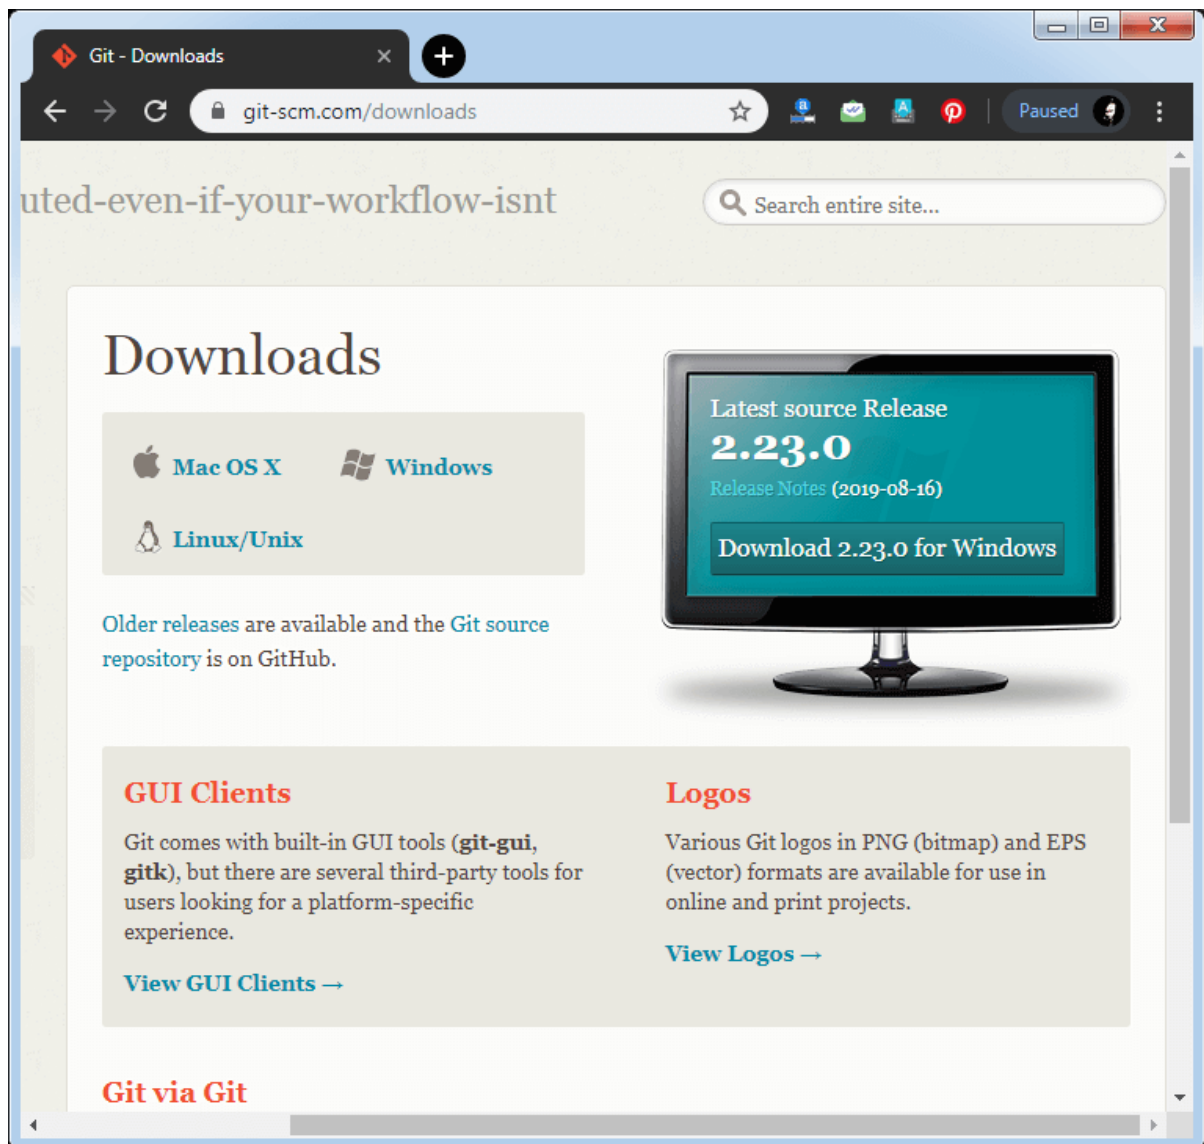 Git - Downloads
git-scm.com/downloads
Paused
uted-even-if-your-workflow-isnt
Search entire site...
Downloads
Mac OS X
Windows
Linux/Unix
Older releases are available and the Git source
repository is on GitHub.
Latest source Release
2.23.0
Release Notes (2019-08-16)
Download 2.23.0 for Windows
GUI Clients
Git comes with built-in GUI tools (git-gui,
gitk), but there are several third-party tools for
users looking for a platform-specific
experience.
View GUI Clients →
Logos
Various Git logos in PNG (bitmap) and EPS
(vector) formats are available for use in
online and print projects.
View Logos →
Git via Git